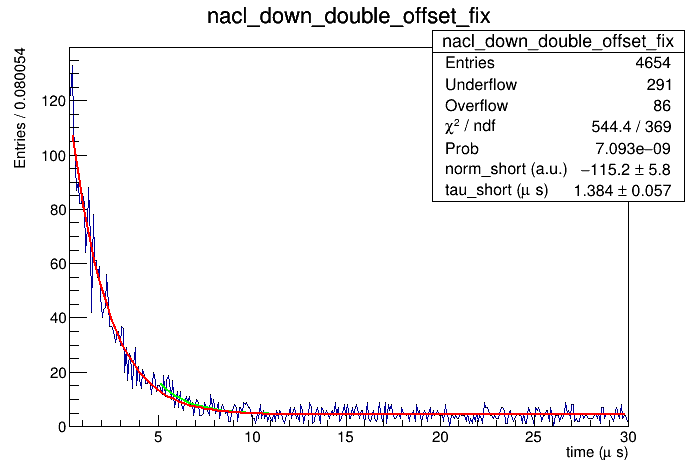 nacl_down_double_offset_fix
nacl_down_double_offset_fix
Entries 4654
Underflow 291
Overflow 86
χ² / ndf 544.4 / 369
Prob 7.093e−09
norm_short (a.u.) −115.2 ± 5.8
tau_short (μ s) 1.384 ± 0.057
Entries / 0.080054
120
100
80
60
40
20
0
5 10 15 20 25 30
time (μ s)